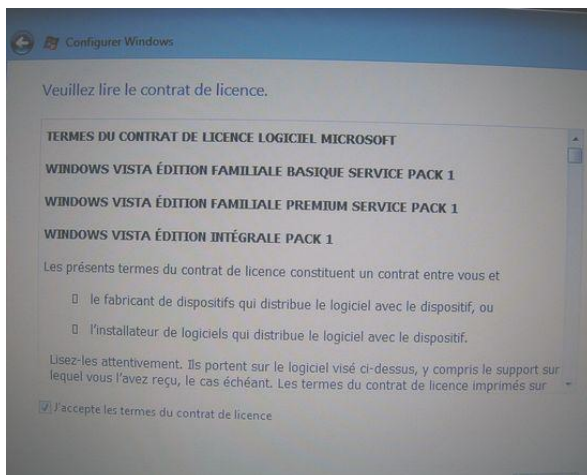 Configurer Windows
Veuillez lire le contrat de licence.
TERMES DU CONTRAT DE LICENCE LOGICIEL MICROSOFT
WINDOWS VISTA ÉDITION FAMILIALE BASIQUE SERVICE PACK 1
WINDOWS VISTA ÉDITION FAMILIALE PREMIUM SERVICE PACK 1
WINDOWS VISTA ÉDITION INTÉGRALE PACK 1
Les présents termes du contrat de licence constituent un contrat entre vous et
le fabricant de dispositifs qui distribue le logiciel avec le dispositif, ou
l'installateur de logiciels qui distribue le logiciel avec le dispositif.
Lisez-les attentivement. Ils portent sur le logiciel visé ci-dessus, y compris le support sur
lequel vous l'avez reçu, le cas échéant. Les termes du contrat de licence imprimés sur
J'accepte les termes du contrat de licence